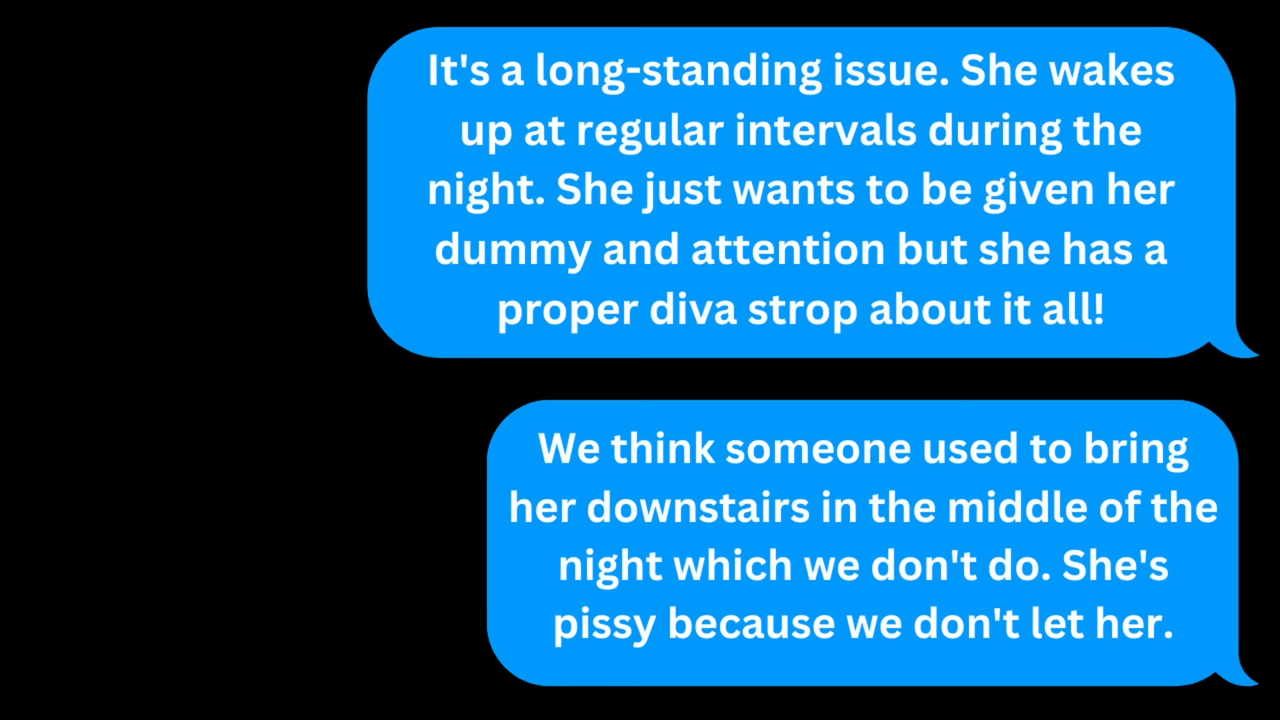 It's a long-standing issue. She wakes
up at regular intervals during the
night. She just wants to be given her
dummy and attention but she has a
proper diva strop about it all!
We think someone used to bring
her downstairs in the middle of the
night which we don't do. She's
pissy because we don't let her.